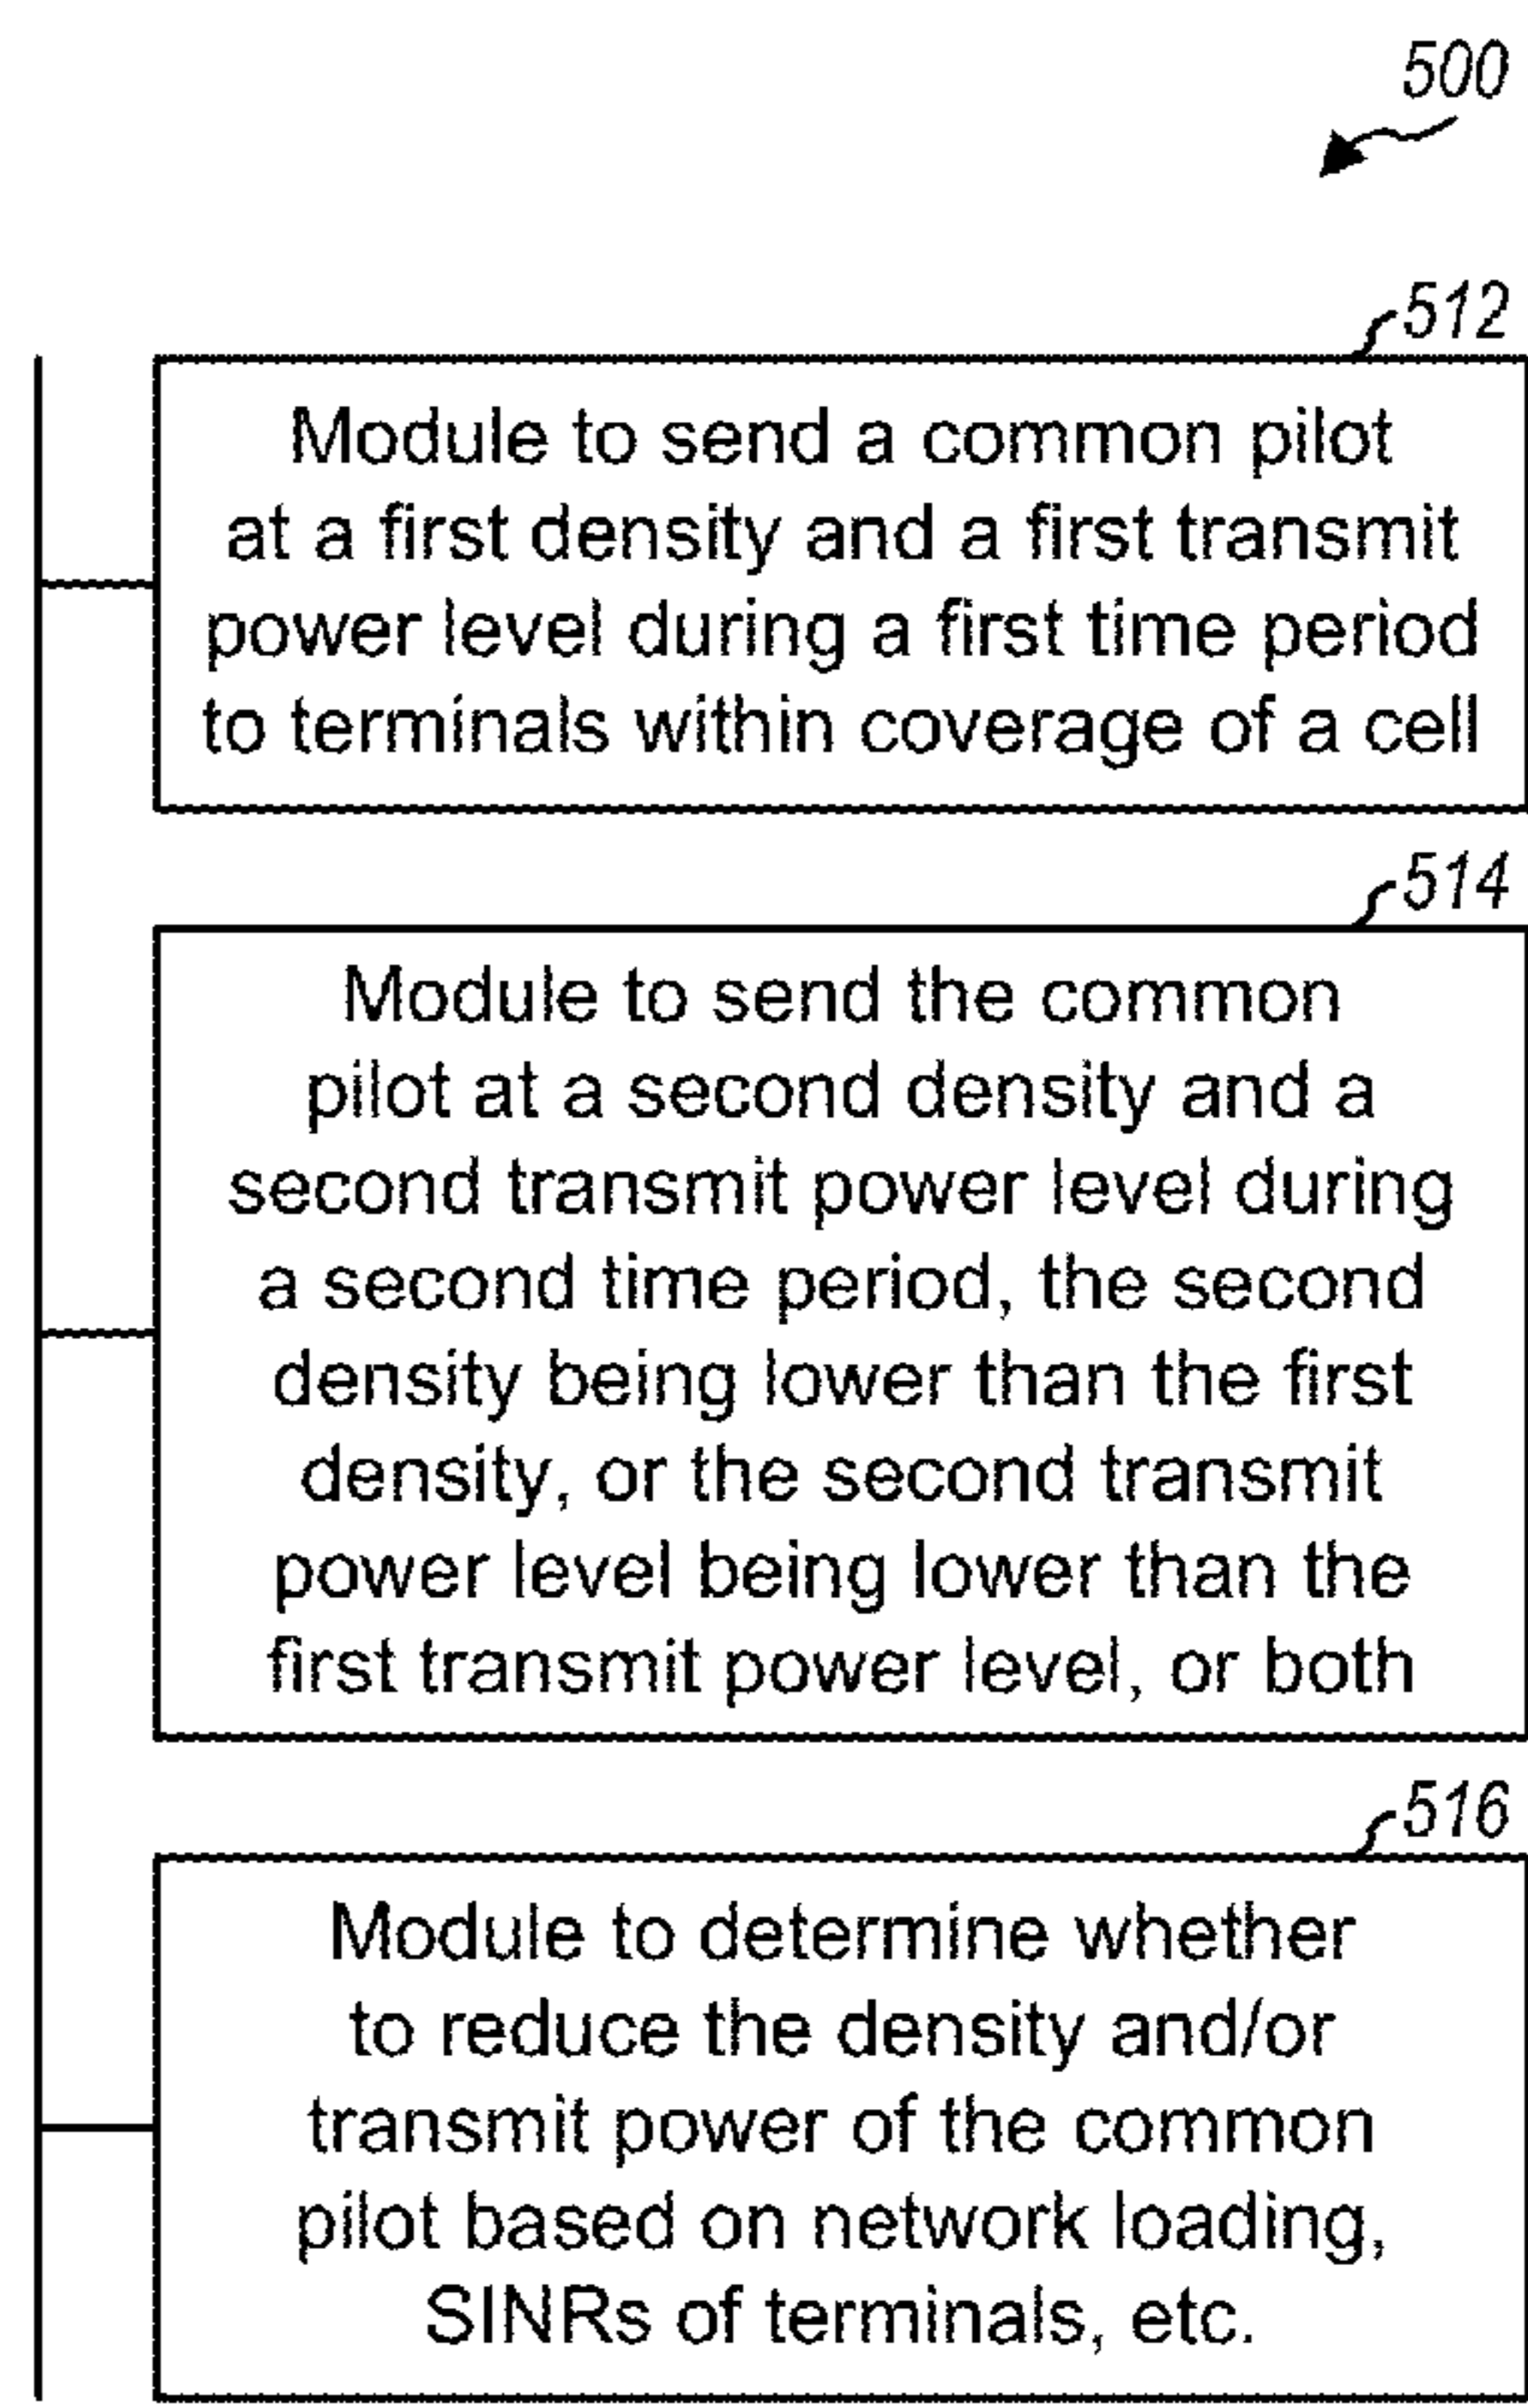 500
512
Module to send a common pilot
at a first density and a first transmit
power level during a first time period
to terminals within coverage of a cell
514
Module to send the common
pilot at a second density and a
second transmit power level during
a second time period, the second
density being lower than the first
density, or the second transmit
power level being lower than the
first transmit power level, or both
516
Module to determine whether
to reduce the density and/or
transmit power of the common
pilot based on network loading,
SINRs of terminals, etc.